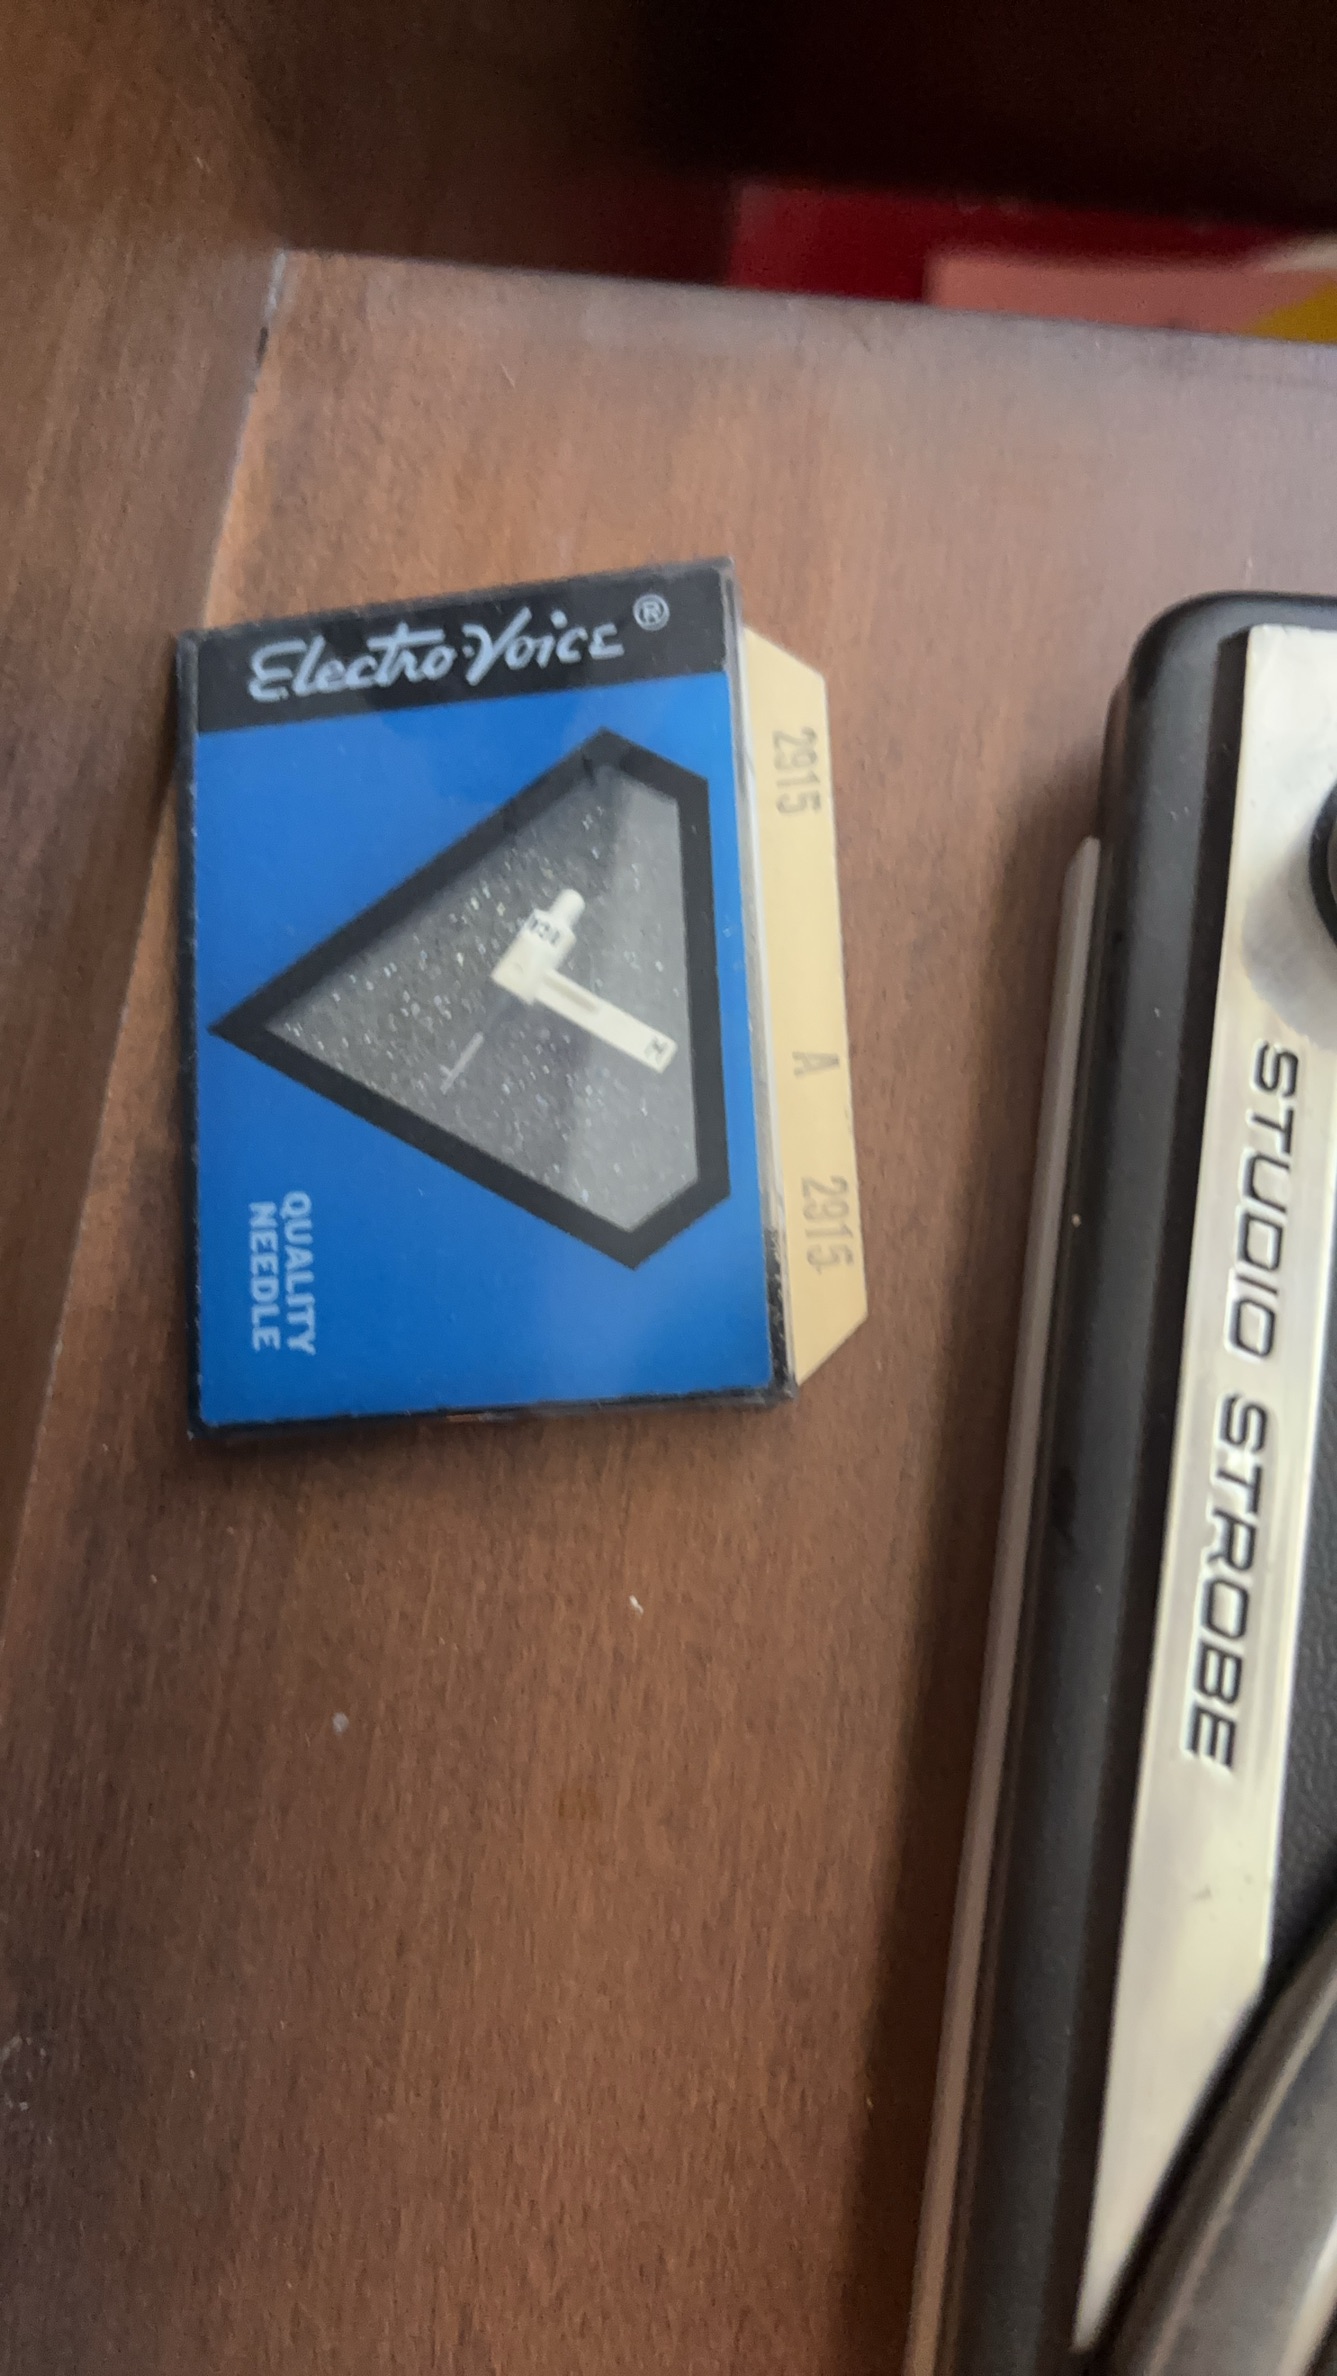 Electro-Voice ®
QUALITY
NEEDLE
2915 A 2915
STUDIO STROBE